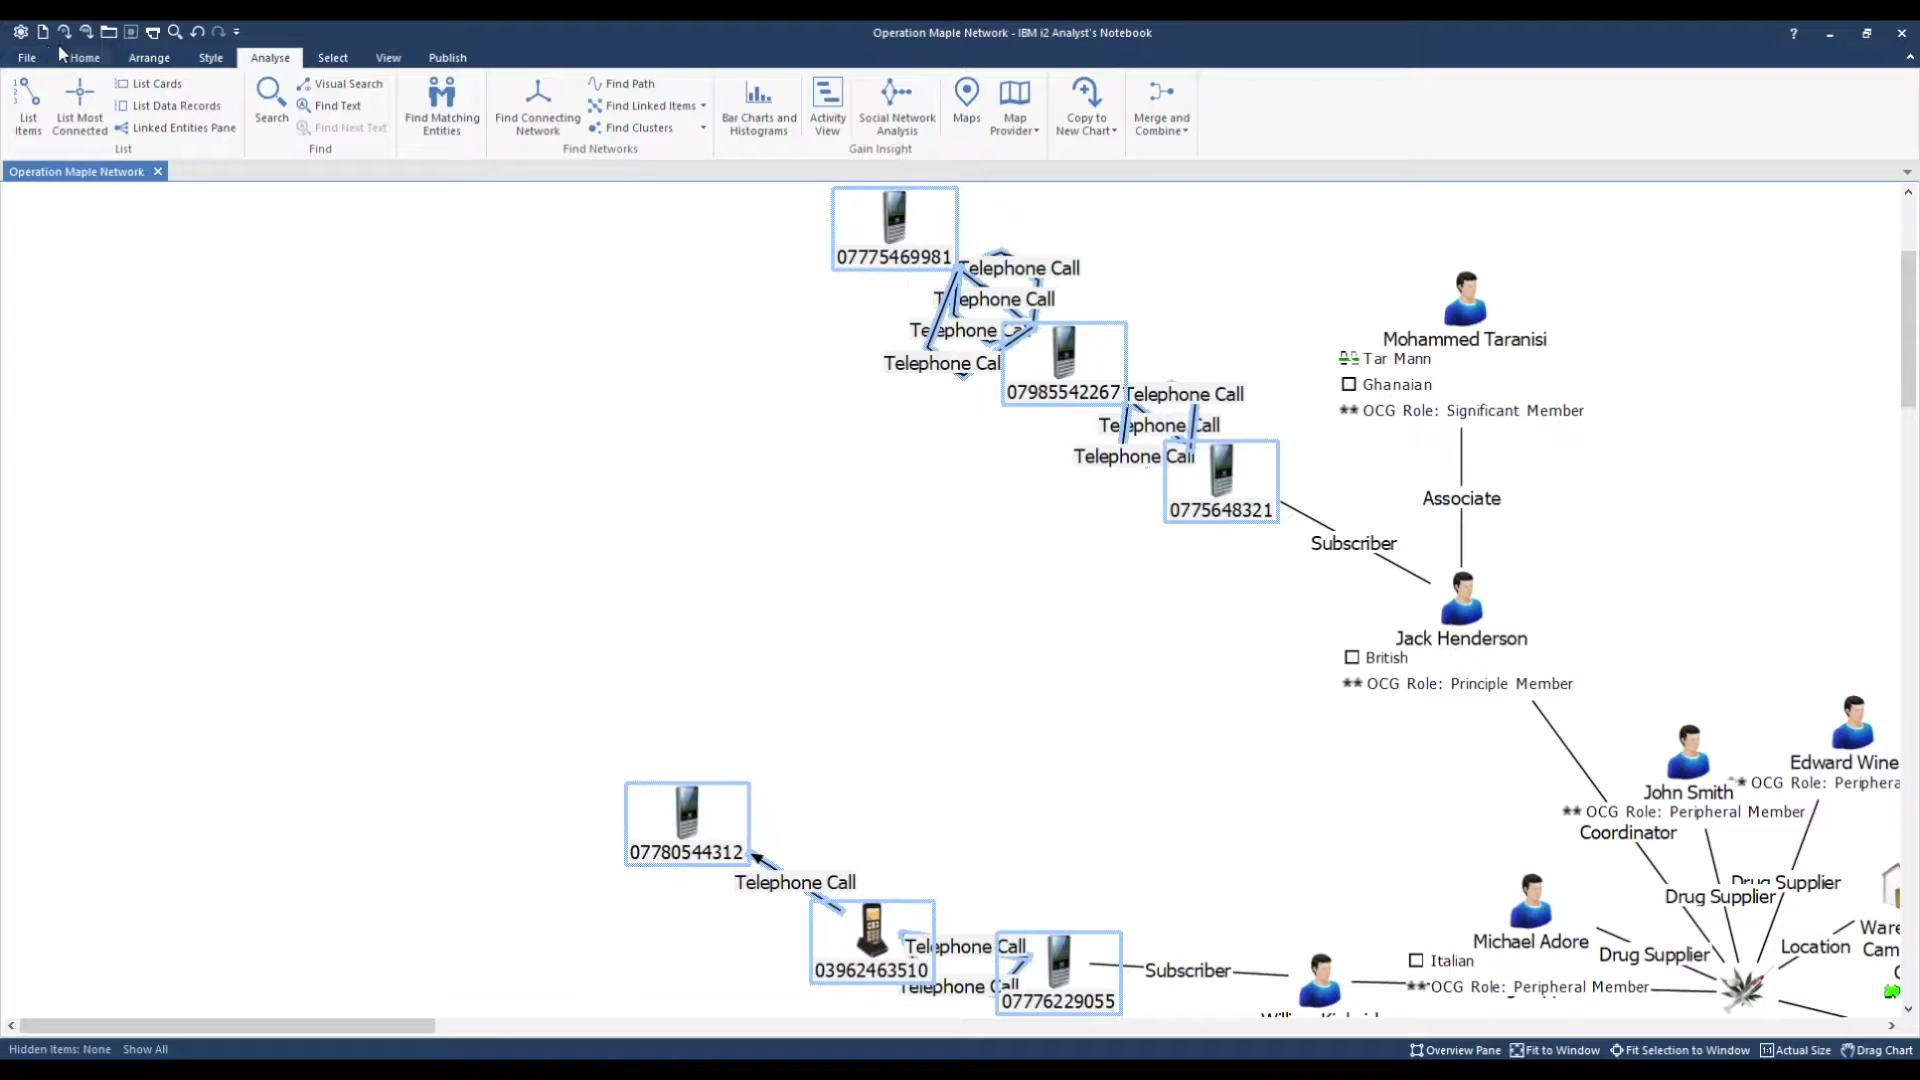 Operation Maple Network - IBM i2 Analyst's Notebook
?
File Home Arrange Style Analyse Select View Publish
List Items
List Most Connected
List Cards
List Data Records
Linked Entities Pane
List
Search
Visual Search
Find Text
Find Next Text
Find
Find Matching Entities
Find Connecting Network
Find Path
Find Linked Items
Find Clusters
Find Networks
Bar Charts and Histograms
Activity View
Social Network Analysis
Maps
Map Provider
Gain Insight
Copy to New Chart
Merge and Combine
Operation Maple Network
07775469981
Telephone Call
Telephone Call
Telephone Call
Telephone Cal
07985542267
Telephone Call
Telephone Call
Telephone Call
0775648321
Subscriber
Mohammed Taranisi
Tar Mann
Ghanaian
** OCG Role: Significant Member
Associate
Jack Henderson
British
** OCG Role: Principle Member
Edward Wine
* OCG Role: Periphera
John Smith
** OCG Role: Peripheral Member
Coordinator
Drug Supplier
Drug Supplier
Michael Adore
Drug Supplier
Italian
** OCG Role: Peripheral Member
Location
Ware
Cam
07780544312
Telephone Call
03962463510
Telephone Call
Telephone Call
07776229055
Subscriber
Hidden Items: None Show All
Overview Pane Fit to Window Fit Selection to Window 1:1 Actual Size Drag Chart